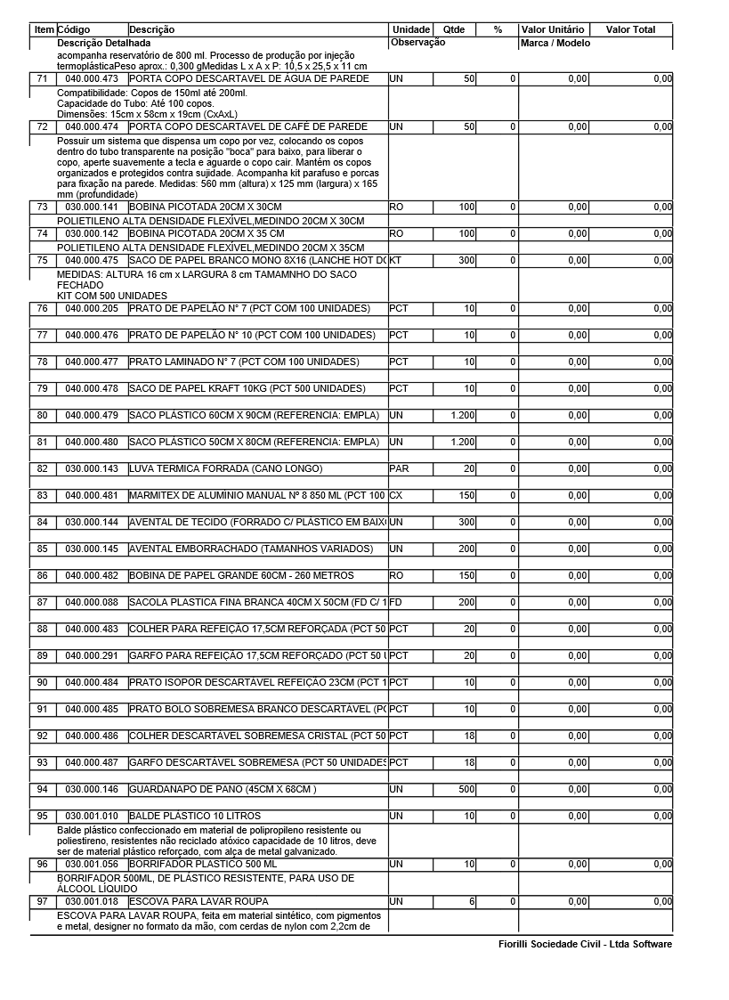 Item Código Descrição Unidade Qtde % Valor Unitário Valor Total
Descrição Detalhada Observação Marca / Modelo
acompanha reservatório de 800 ml. Processo de produção por injeção
termoplásticaPeso aprox.: 0,300 gMedidas L x A x P: 10,5 x 25,5 x 11 cm
71 040.000.473 PORTA COPO DESCARTÁVEL DE ÁGUA DE PAREDE UN 50 0 0,00 0,00
Compatibilidade: Copos de 150ml até 200ml.
Capacidade do Tubo: Até 100 copos.
Dimensões: 15cm x 58cm x 19cm (CxAxL)
72 040.000.474 PORTA COPO DESCARTÁVEL DE CAFÉ DE PAREDE UN 50 0 0,00 0,00
Possuir um sistema que dispensa um copo por vez, colocando os copos
dentro do tubo transparente na posição "boca" para baixo, para liberar o
copo, aperte suavemente a tecla e aguarde o copo cair. Mantém os copos
organizados e protegidos contra sujidade. Acompanha kit parafuso e porcas
para fixação na parede. Medidas: 560 mm (altura) x 125 mm (largura) x 165
mm (profundidade)
73 030.000.141 BOBINA PICOTADA 20CM X 30CM RO 100 0 0,00 0,00
POLIETILENO ALTA DENSIDADE FLEXÍVEL,MEDINDO 20CM X 30CM
74 030.000.142 BOBINA PICOTADA 20CM X 35 CM RO 100 0 0,00 0,00
POLIETILENO ALTA DENSIDADE FLEXÍVEL,MEDINDO 20CM X 35CM
75 040.000.475 SACO DE PAPEL BRANCO MONO 8X16 (LANCHE HOT DO KT 300 0 0,00 0,00
MEDIDAS: ALTURA 16 cm x LARGURA 8 cm TAMAMNHO DO SACO
FECHADO
KIT COM 500 UNIDADES
76 040.000.205 PRATO DE PAPELÃO N° 7 (PCT COM 100 UNIDADES) PCT 10 0 0,00 0,00
77 040.000.476 PRATO DE PAPELÃO N° 10 (PCT COM 100 UNIDADES) PCT 10 0 0,00 0,00
78 040.000.477 PRATO LAMINADO N° 7 (PCT COM 100 UNIDADES) PCT 10 0 0,00 0,00
79 040.000.478 SACO DE PAPEL KRAFT 10KG (PCT 500 UNIDADES) PCT 10 0 0,00 0,00
80 040.000.479 SACO PLÁSTICO 60CM X 90CM (REFERENCIA: EMPLA) UN 1.200 0 0,00 0,00
81 040.000.480 SACO PLÁSTICO 50CM X 80CM (REFERENCIA: EMPLA) UN 1.200 0 0,00 0,00
82 030.000.143 LUVA TERMICA FORRADA (CANO LONGO) PAR 20 0 0,00 0,00
83 040.000.481 MARMITEX DE ALUMÍNIO MANUAL Nº 8 850 ML (PCT 100 CX 150 0 0,00 0,00
84 030.000.144 AVENTAL DE TECIDO (FORRADO C/ PLÁSTICO EM BAIXO UN 300 0 0,00 0,00
85 030.000.145 AVENTAL EMBORRACHADO (TAMANHOS VARIADOS) UN 200 0 0,00 0,00
86 040.000.482 BOBINA DE PAPEL GRANDE 60CM - 260 METROS RO 150 0 0,00 0,00
87 040.000.088 SACOLA PLASTICA FINA BRANCA 40CM X 50CM (FD C/ 1 FD 200 0 0,00 0,00
88 040.000.483 COLHER PARA REFEIÇÃO 17,5CM REFORÇADA (PCT 50 PCT 20 0 0,00 0,00
89 040.000.291 GARFO PARA REFEIÇÃO 17,5CM REFORÇADO (PCT 50 U PCT 20 0 0,00 0,00
90 040.000.484 PRATO ISOPOR DESCARTÁVEL REFEIÇÃO 23CM (PCT 1 PCT 10 0 0,00 0,00
91 040.000.485 PRATO BOLO SOBREMESA BRANCO DESCARTÁVEL (PC PCT 10 0 0,00 0,00
92 040.000.486 COLHER DESCARTÁVEL SOBREMESA CRISTAL (PCT 50 PCT 18 0 0,00 0,00
93 040.000.487 GARFO DESCARTÁVEL SOBREMESA (PCT 50 UNIDADES PCT 18 0 0,00 0,00
94 030.000.146 GUARDANAPO DE PANO (45CM X 68CM ) UN 500 0 0,00 0,00
95 030.001.010 BALDE PLÁSTICO 10 LITROS UN 10 0 0,00 0,00
Balde plástico confeccionado em material de polipropileno resistente ou
poliestireno, resistentes não reciclado atóxico capacidade de 10 litros, deve
ser de material plástico reforçado, com alça de metal galvanizado.
96 030.001.056 BORRIFADOR PLÁSTICO 500 ML UN 10 0 0,00 0,00
BORRIFADOR 500ML, DE PLÁSTICO RESISTENTE, PARA USO DE
ÁLCOOL LÍQUIDO
97 030.001.018 ESCOVA PARA LAVAR ROUPA UN 6 0 0,00 0,00
ESCOVA PARA LAVAR ROUPA, feita em material sintético, com pigmentos
e metal, designer no formato da mão, com cerdas de nylon com 2,2cm de
Fiorilli Sociedade Civil - Ltda Software